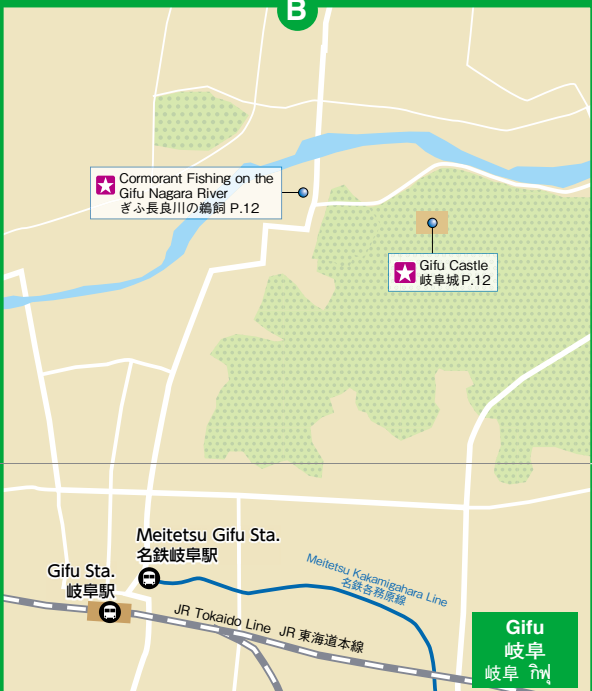 B
Cormorant Fishing on the
Gifu Nagara River
ぎふ長良川の鵜飼 P.12
Gifu Castle
岐阜城P.12
Meitetsu Gifu Sta.
名鉄岐阜駅
Gifu Sta.
岐阜駅
Meitetsu Kakamigahara Line
名鉄各務原線
JR Tokaido Line JR 東海道本線
Gifu
岐阜
岐阜 กิฟุ